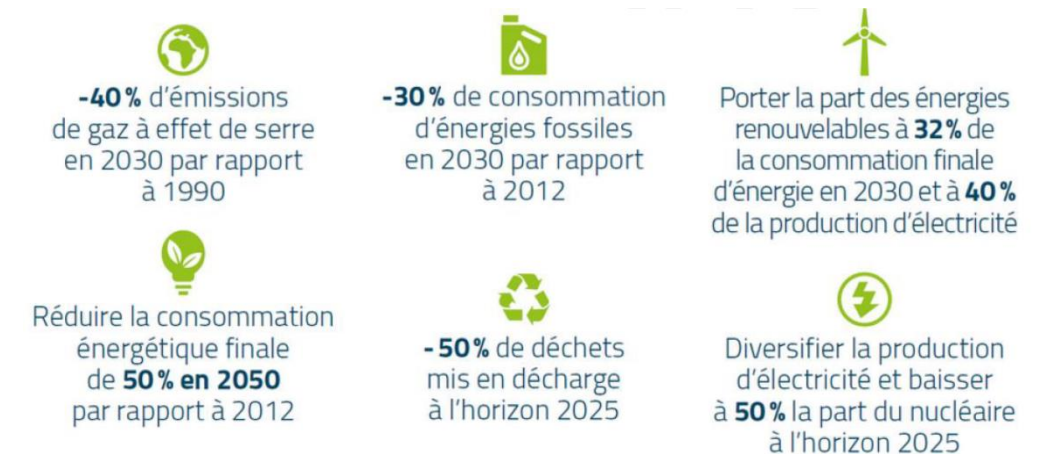 -40 % d'émissions
de gaz à effet de serre
en 2030 par rapport
à 1990
-30 % de consommation
d'énergies fossiles
en 2030 par rapport
à 2012
Porter la part des énergies
renouvelables à 32% de
la consommation finale
d'énergie en 2030 et à 40 %
de la production d'électricité
Réduire la consommation
énergétique finale
de 50 % en 2050
par rapport à 2012
- 50 % de déchets
mis en décharge
à l'horizon 2025
Diversifier la production
d'électricité et baisser
à 50 % la part du nucléaire
à l'horizon 2025